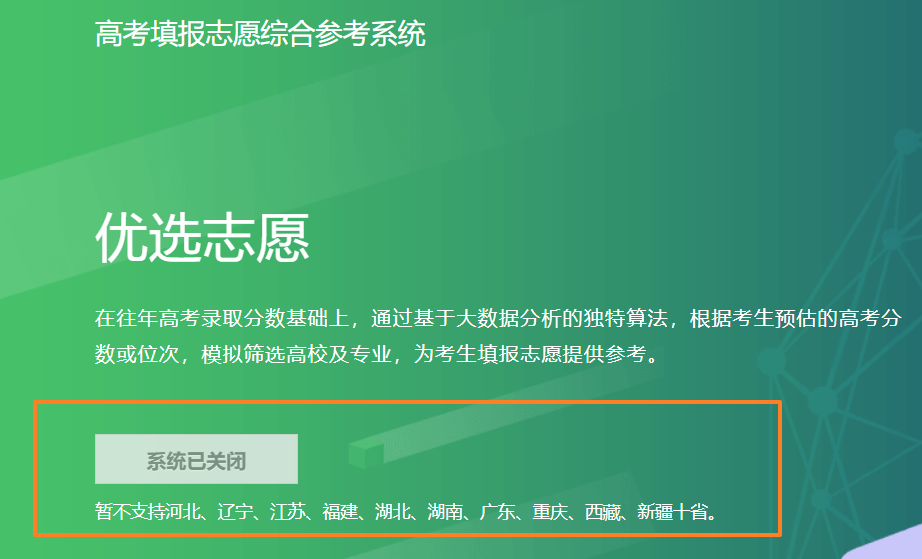 高考填报志愿综合参考系统
优选志愿
在往年高考录取分数基础上，通过基于大数据分析的独特算法，根据考生预估的高考分
数或位次，模拟筛选高校及专业，为考生填报志愿提供参考。
系统已关闭
暂不支持河北、辽宁、江苏、福建、湖北、湖南、广东、重庆、西藏、新疆十省。